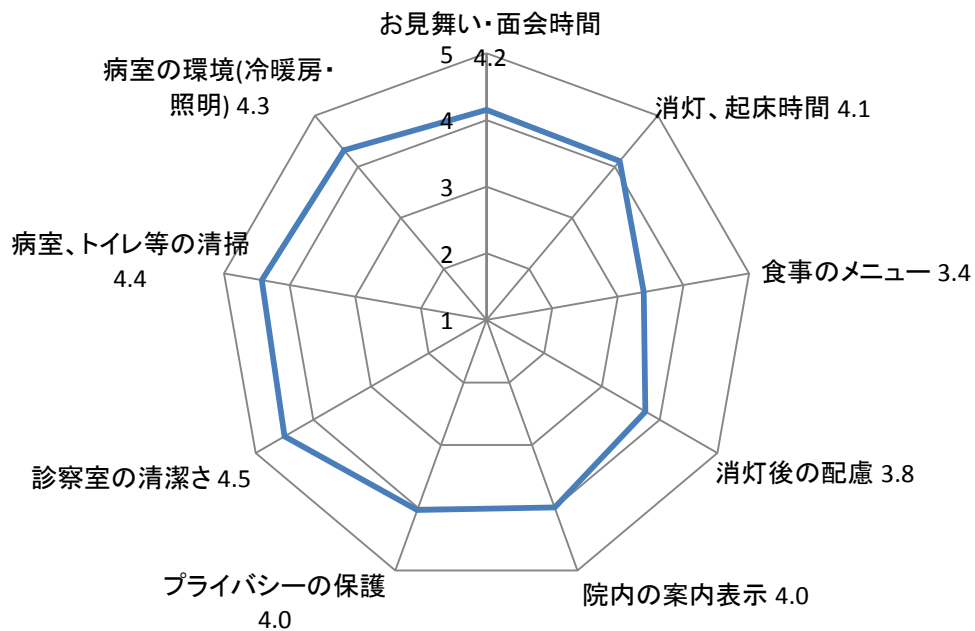 お見舞い・面会時間
4.2
消灯、起床時間 4.1
食事のメニュー 3.4
消灯後の配慮 3.8
院内の案内表示 4.0
プライバシーの保護
4.0
診察室の清潔さ 4.5
病室、トイレ等の清掃
4.4
病室の環境(冷暖房・
照明) 4.3
5
4
3
2
1